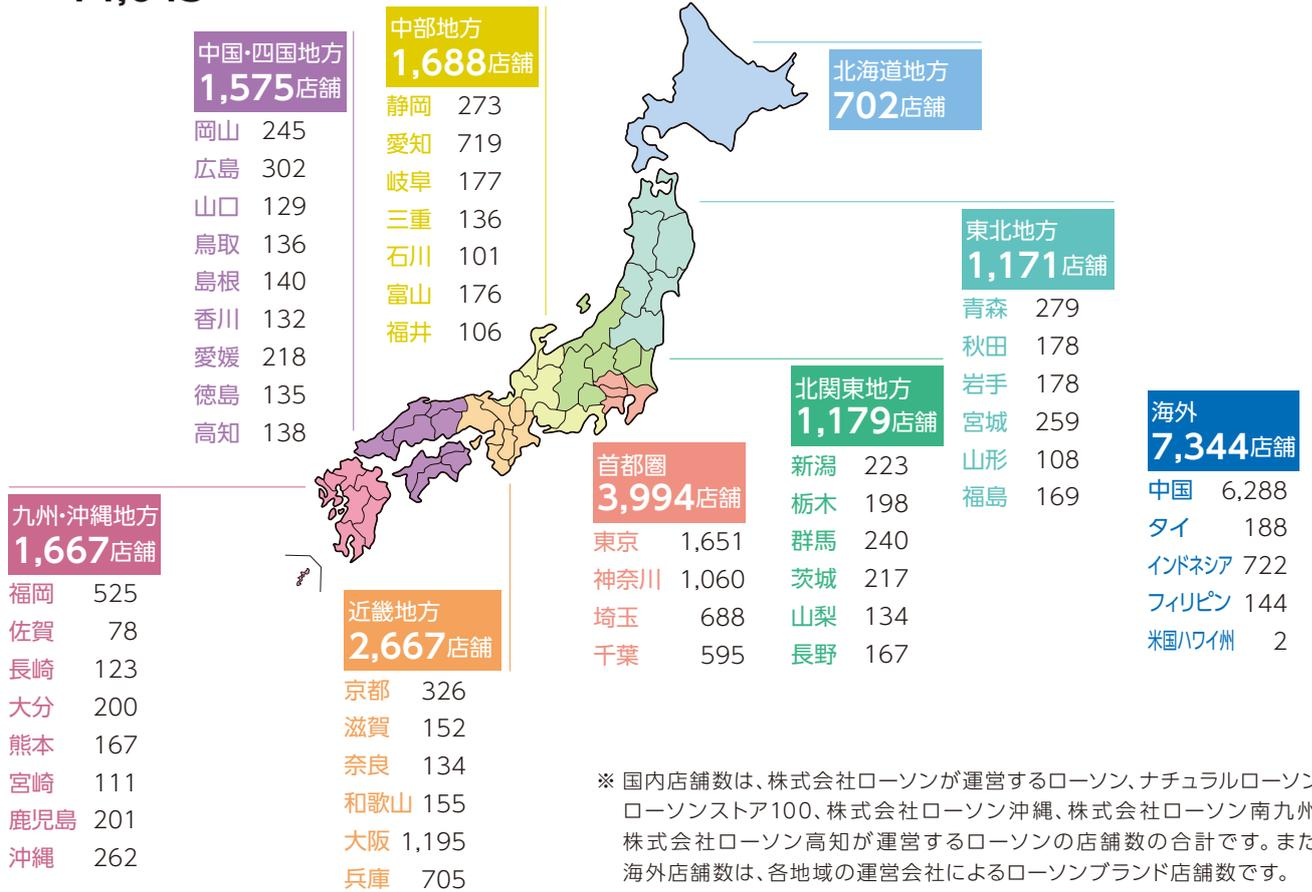 中国・四国地方
1,575店舗
岡山 245
広島 302
山口 129
鳥取 136
島根 140
香川 132
愛媛 218
徳島 135
高知 138
中部地方
1,688店舗
静岡 273
愛知 719
岐阜 177
三重 136
石川 101
富山 176
福井 106
北海道地方
702店舗
東北地方
1,171店舗
青森 279
秋田 178
岩手 178
宮城 259
山形 108
福島 169
北関東地方
1,179店舗
新潟 223
栃木 198
群馬 240
茨城 217
山梨 134
長野 167
海外
7,344店舗
中国 6,288
タイ 188
インドネシア 722
フィリピン 144
米国ハワイ州 2
首都圏
3,994店舗
東京 1,651
神奈川 1,060
埼玉 688
千葉 595
九州・沖縄地方
1,667店舗
福岡 525
佐賀 78
長崎 123
大分 200
熊本 167
宮崎 111
鹿児島 201
沖縄 262
近畿地方
2,667店舗
京都 326
滋賀 152
奈良 134
和歌山 155
大阪 1,195
兵庫 705
※ 国内店舗数は、株式会社ローソンが運営するローソン、ナチュラルローソン
ローソンストア100、株式会社ローソン沖縄、株式会社ローソン南九州
株式会社ローソン高知が運営するローソンの店舗数の合計です。また
海外店舗数は、各地域の運営会社によるローソンブランド店舗数です。